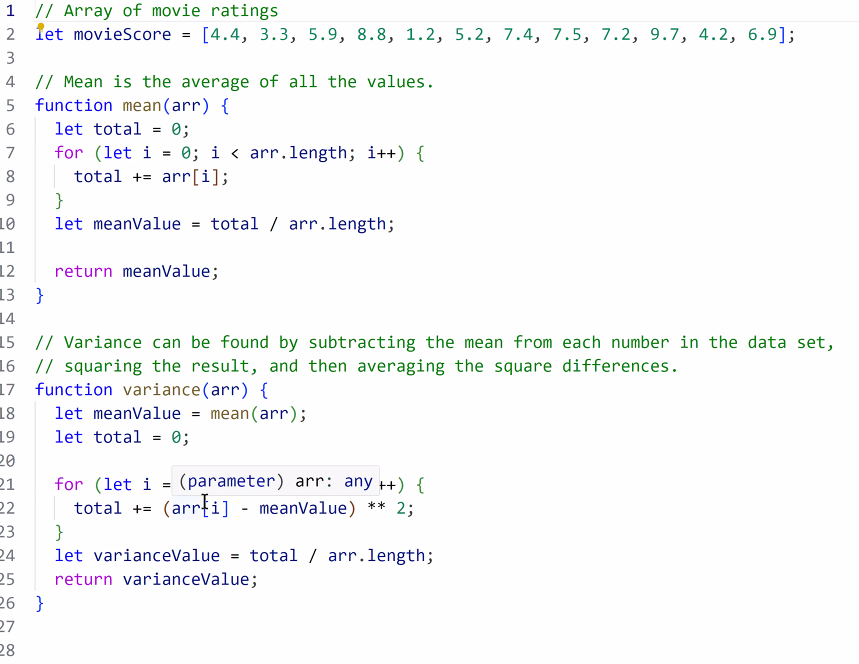 1 // Array of movie ratings
2 let movieScore = [4.4, 3.3, 5.9, 8.8, 1.2, 5.2, 7.4, 7.5, 7.2, 9.7, 4.2, 6.9];
3
4 // Mean is the average of all the values.
5 function mean(arr) {
6 let total = 0;
7 for (let i = 0; i < arr.length; i++) {
8 total += arr[i];
9 }
10 let meanValue = total / arr.length;
11
12 return meanValue;
13 }
14
15 // Variance can be found by subtracting the mean from each number in the data set,
16 // squaring the result, and then averaging the square differences.
17 function variance(arr) {
18 let meanValue = mean(arr);
19 let total = 0;
20
21 for (let i = (parameter) arr: any ++) {
22 total += (arr[i] - meanValue) ** 2;
23 }
24 let varianceValue = total / arr.length;
25 return varianceValue;
26 }
27
28